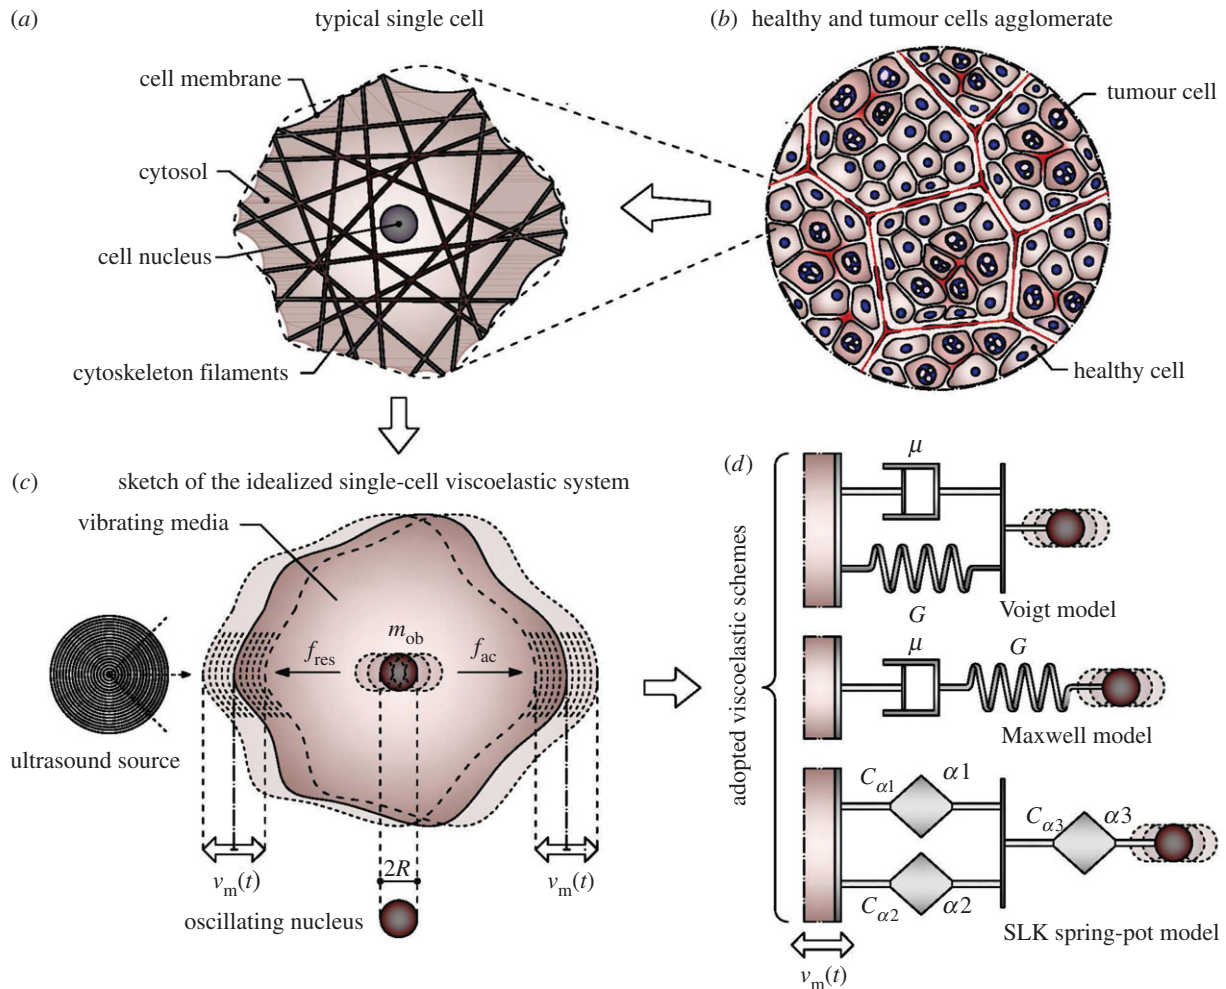 (a) typical single cell
cell membrane
cytosol
cell nucleus
cytoskeleton filaments
(b) healthy and tumour cells agglomerate
tumour cell
healthy cell
(c) sketch of the idealized single-cell viscoelastic system
vibrating media
f_res
m_ob
f_ac
ultrasound source
v_m(t)
v_m(t)
2R
oscillating nucleus
(d)
adopted viscoelastic schemes
μ
G
Voigt model
μ
G
Maxwell model
C_α1
α1
C_α2
α2
C_α3
α3
SLK spring-pot model
v_m(t)